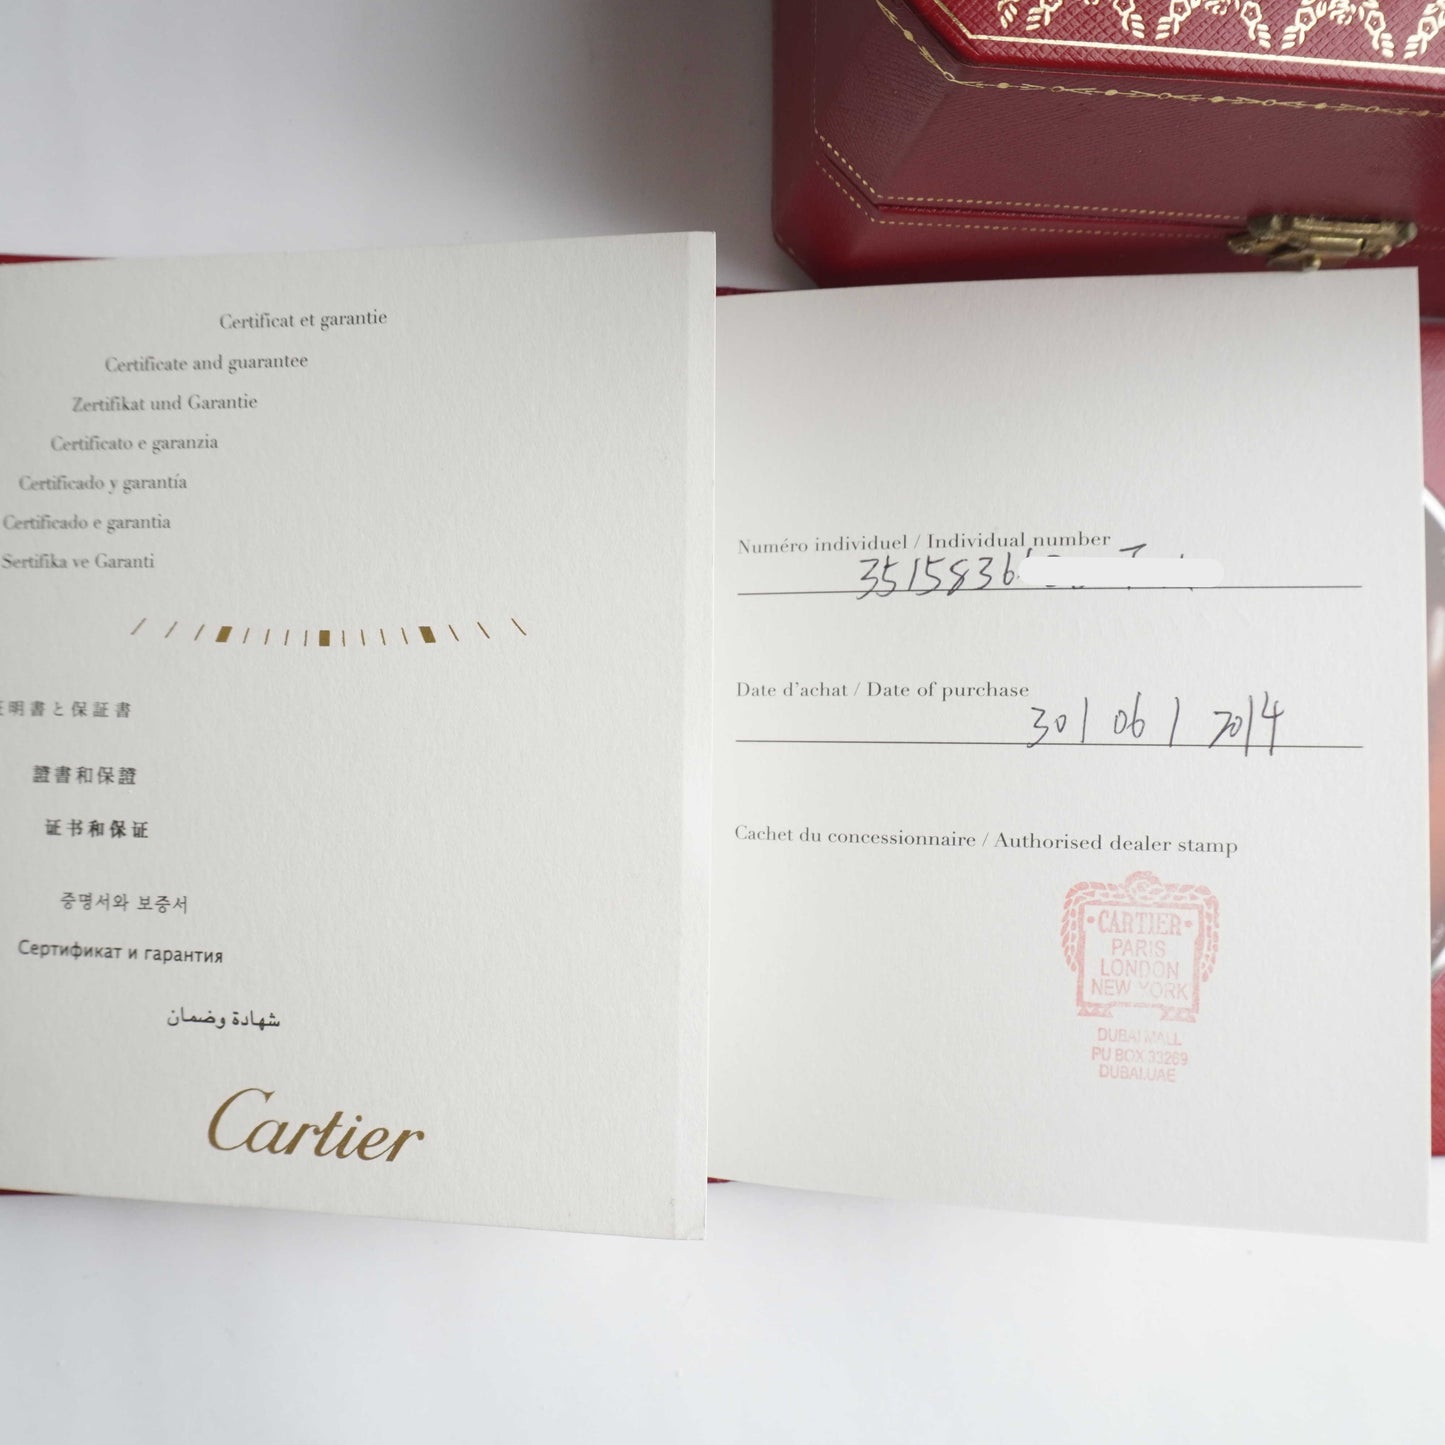 Certificat et garantie
Certificate and guarantee
Zertifikat und Garantie
Certificato e garanzia
Certificado y garantía
Certificado e garantia
Sertifika ve Garanti
明書と保証書
證書和保證
证书和保证
증명서와 보증서
Сертификат и гарантия
شهادة وضمان
Cartier
Numéro individuel / Individual number
3515836
Date d'achat / Date of purchase
30/06/2014
Cachet du concessionnaire / Authorised dealer stamp
CARTIER
PARIS
LONDON
NEW YORK
DUBAI MALL
PU BOX 33269
DUBAI.UAE